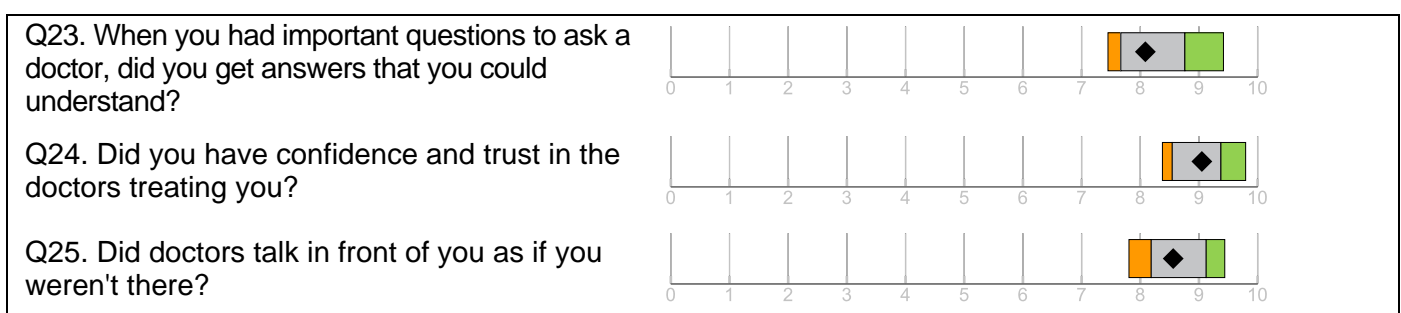 Q23. When you had important questions to ask a
doctor, did you get answers that you could
understand?
0 1 2 3 4 5 6 7 8 9 10
Q24. Did you have confidence and trust in the
doctors treating you?
0 1 2 3 4 5 6 7 8 9 10
Q25. Did doctors talk in front of you as if you
weren't there?
0 1 2 3 4 5 6 7 8 9 10